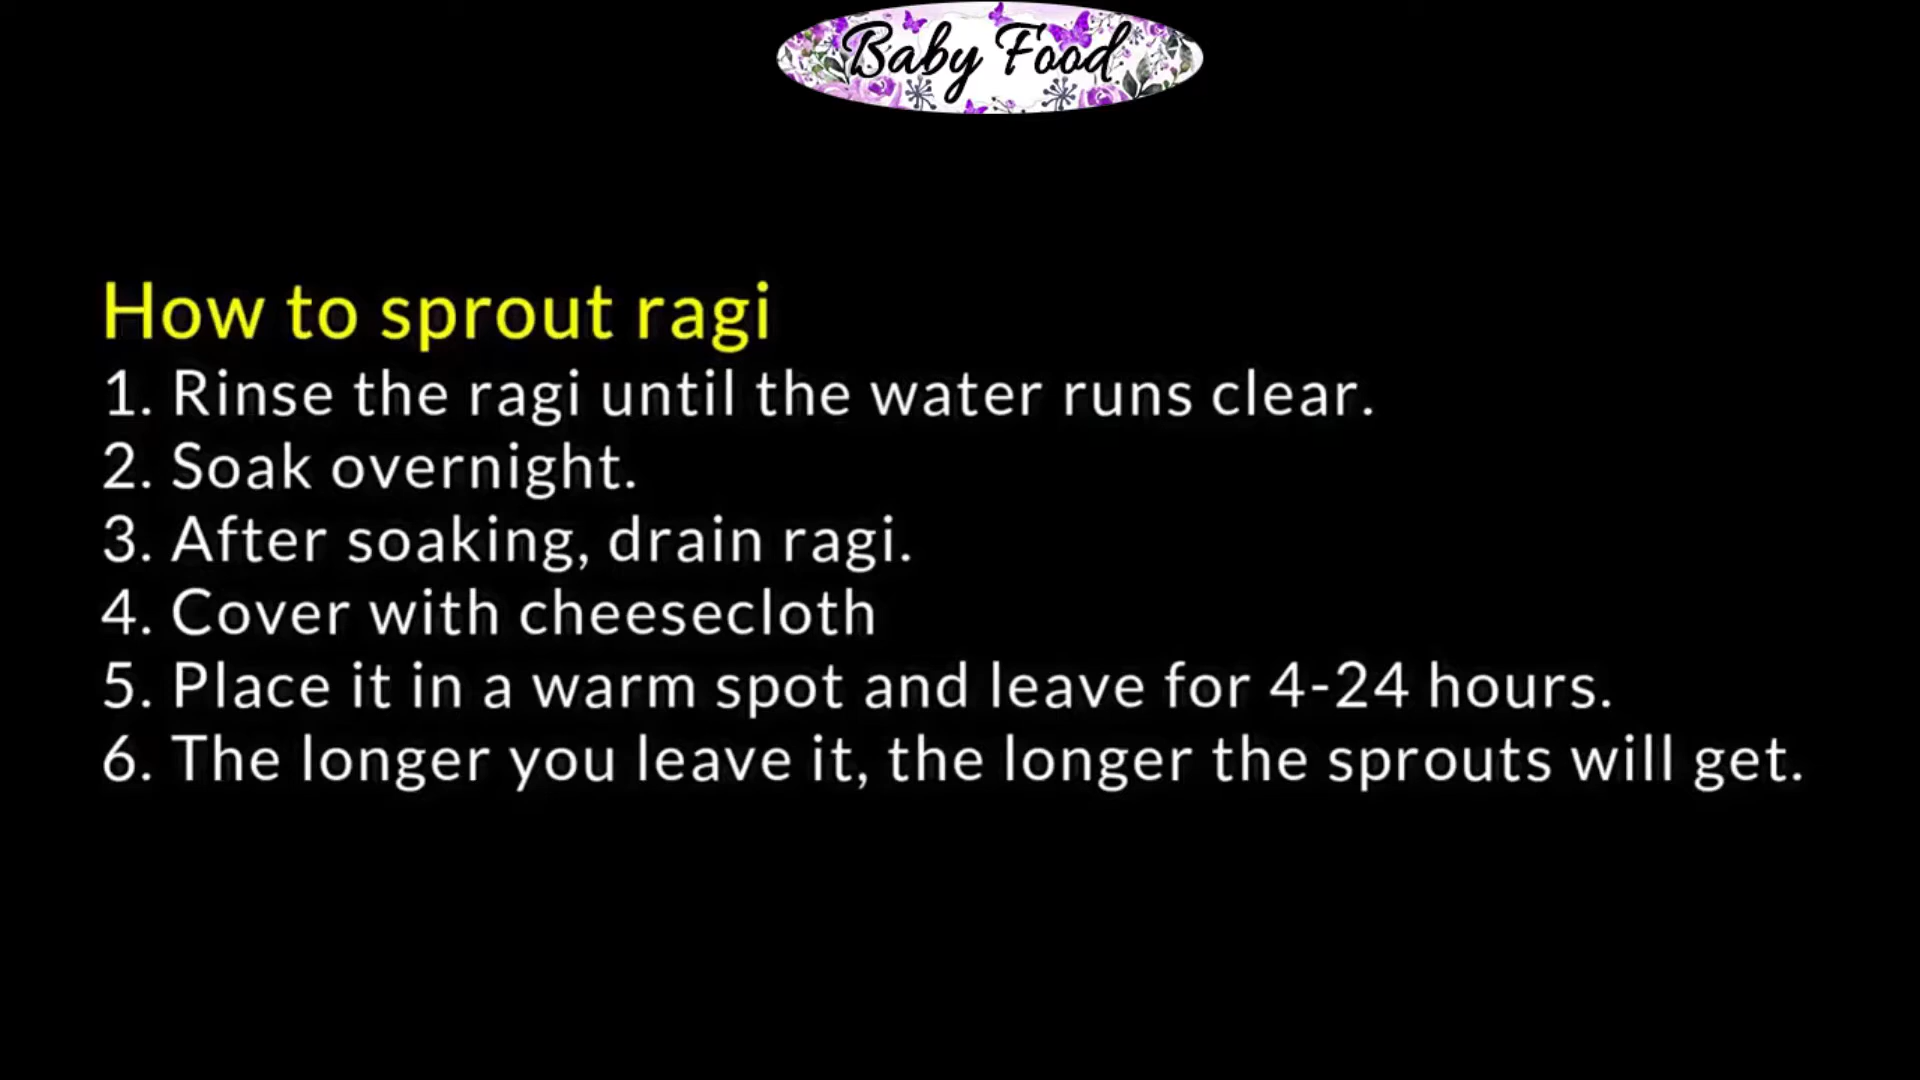 Baby Food
How to sprout ragi
1. Rinse the ragi until the water runs clear.
2. Soak overnight.
3. After soaking, drain ragi.
4. Cover with cheesecloth
5. Place it in a warm spot and leave for 4-24 hours.
6. The longer you leave it, the longer the sprouts will get.